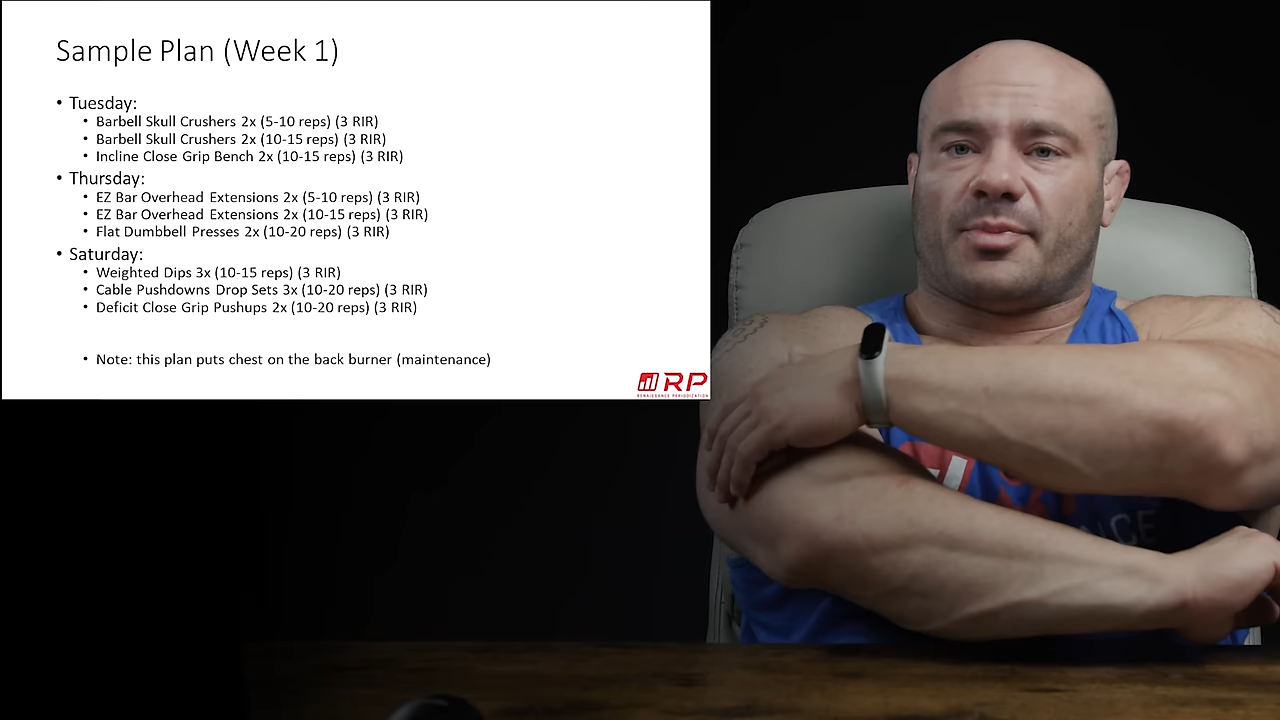 Sample Plan (Week 1)
• Tuesday:
• Barbell Skull Crushers 2x (5-10 reps) (3 RIR)
• Barbell Skull Crushers 2x (10-15 reps) (3 RIR)
• Incline Close Grip Bench 2x (10-15 reps) (3 RIR)
• Thursday:
• EZ Bar Overhead Extensions 2x (5-10 reps) (3 RIR)
• EZ Bar Overhead Extensions 2x (10-15 reps) (3 RIR)
• Flat Dumbbell Presses 2x (10-20 reps) (3 RIR)
• Saturday:
• Weighted Dips 3x (10-15 reps) (3 RIR)
• Cable Pushdowns Drop Sets 3x (10-20 reps) (3 RIR)
• Deficit Close Grip Pushups 2x (10-20 reps) (3 RIR)
• Note: this plan puts chest on the back burner (maintenance)
RP
RENAISSANCE PERIODIZATION